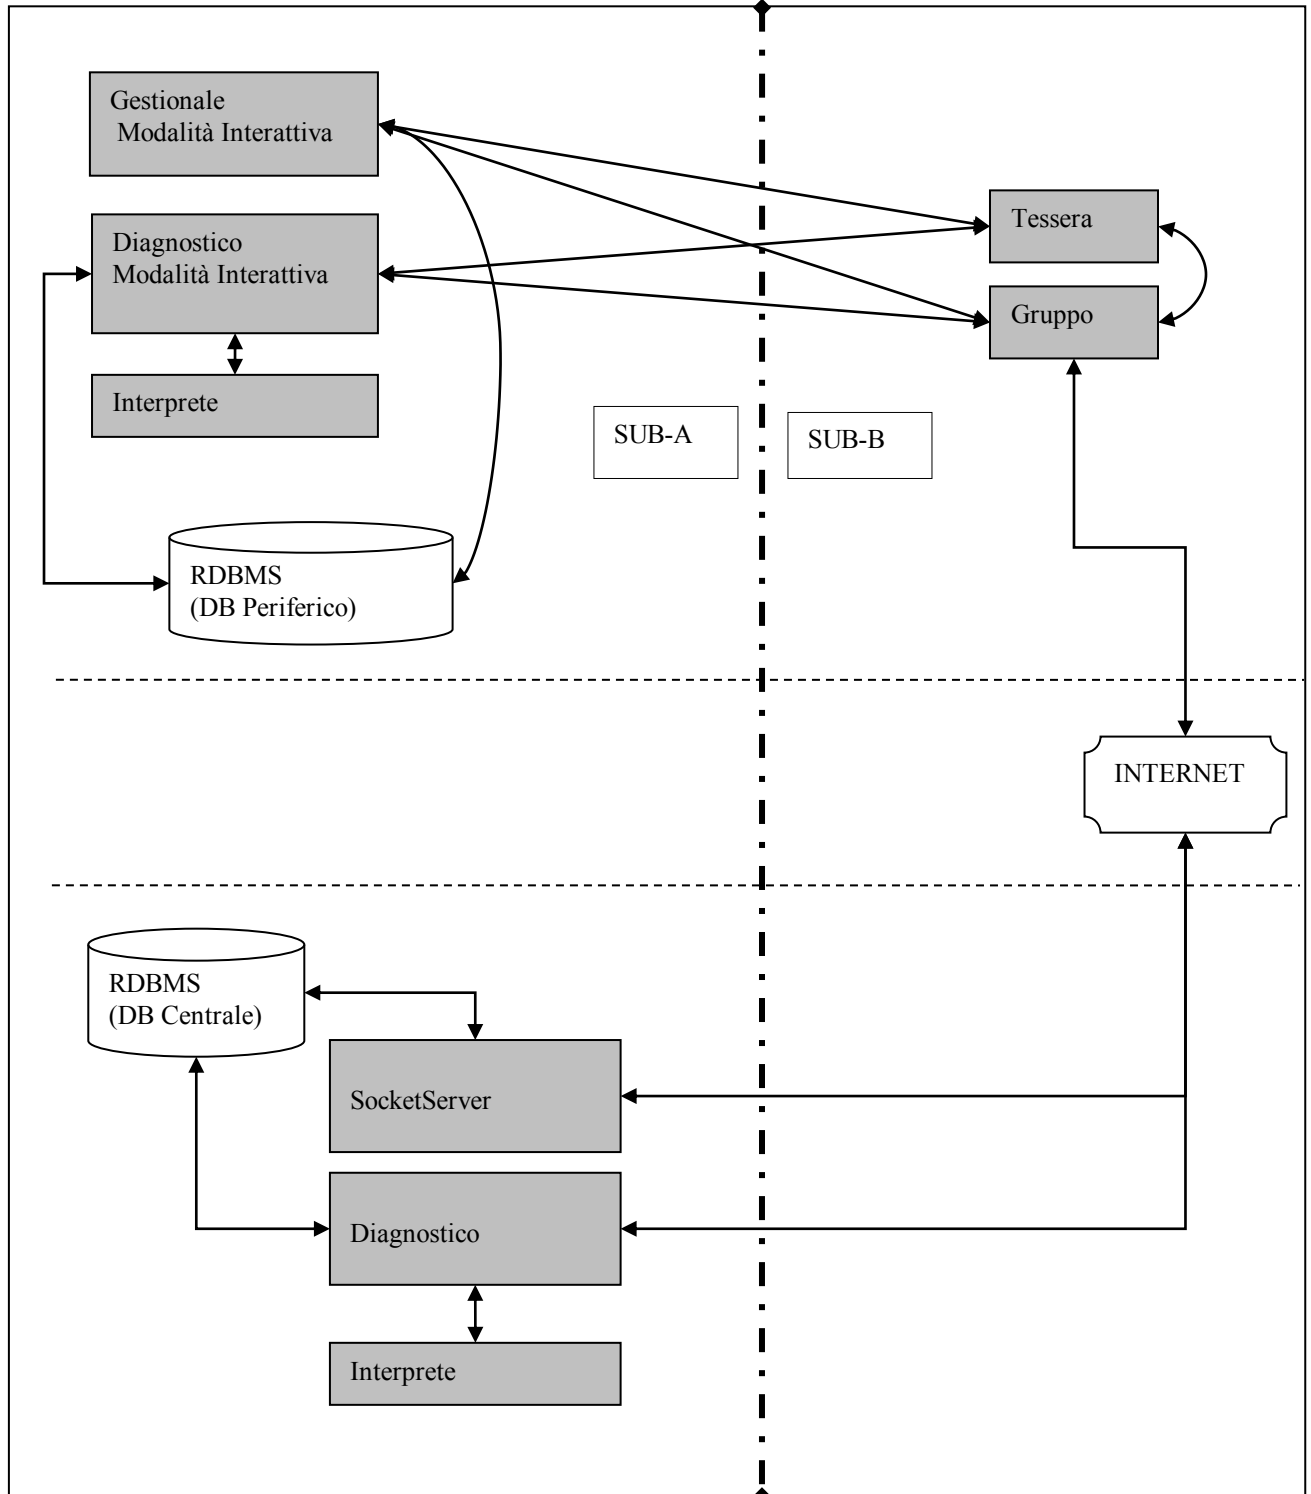 Gestionale
Modalità Interattiva
Tessera
Diagnostico
Modalità Interattiva
Gruppo
Interprete
SUB-A
SUB-B
RDBMS
(DB Periferico)
INTERNET
RDBMS
(DB Centrale)
SocketServer
Diagnostico
Interprete